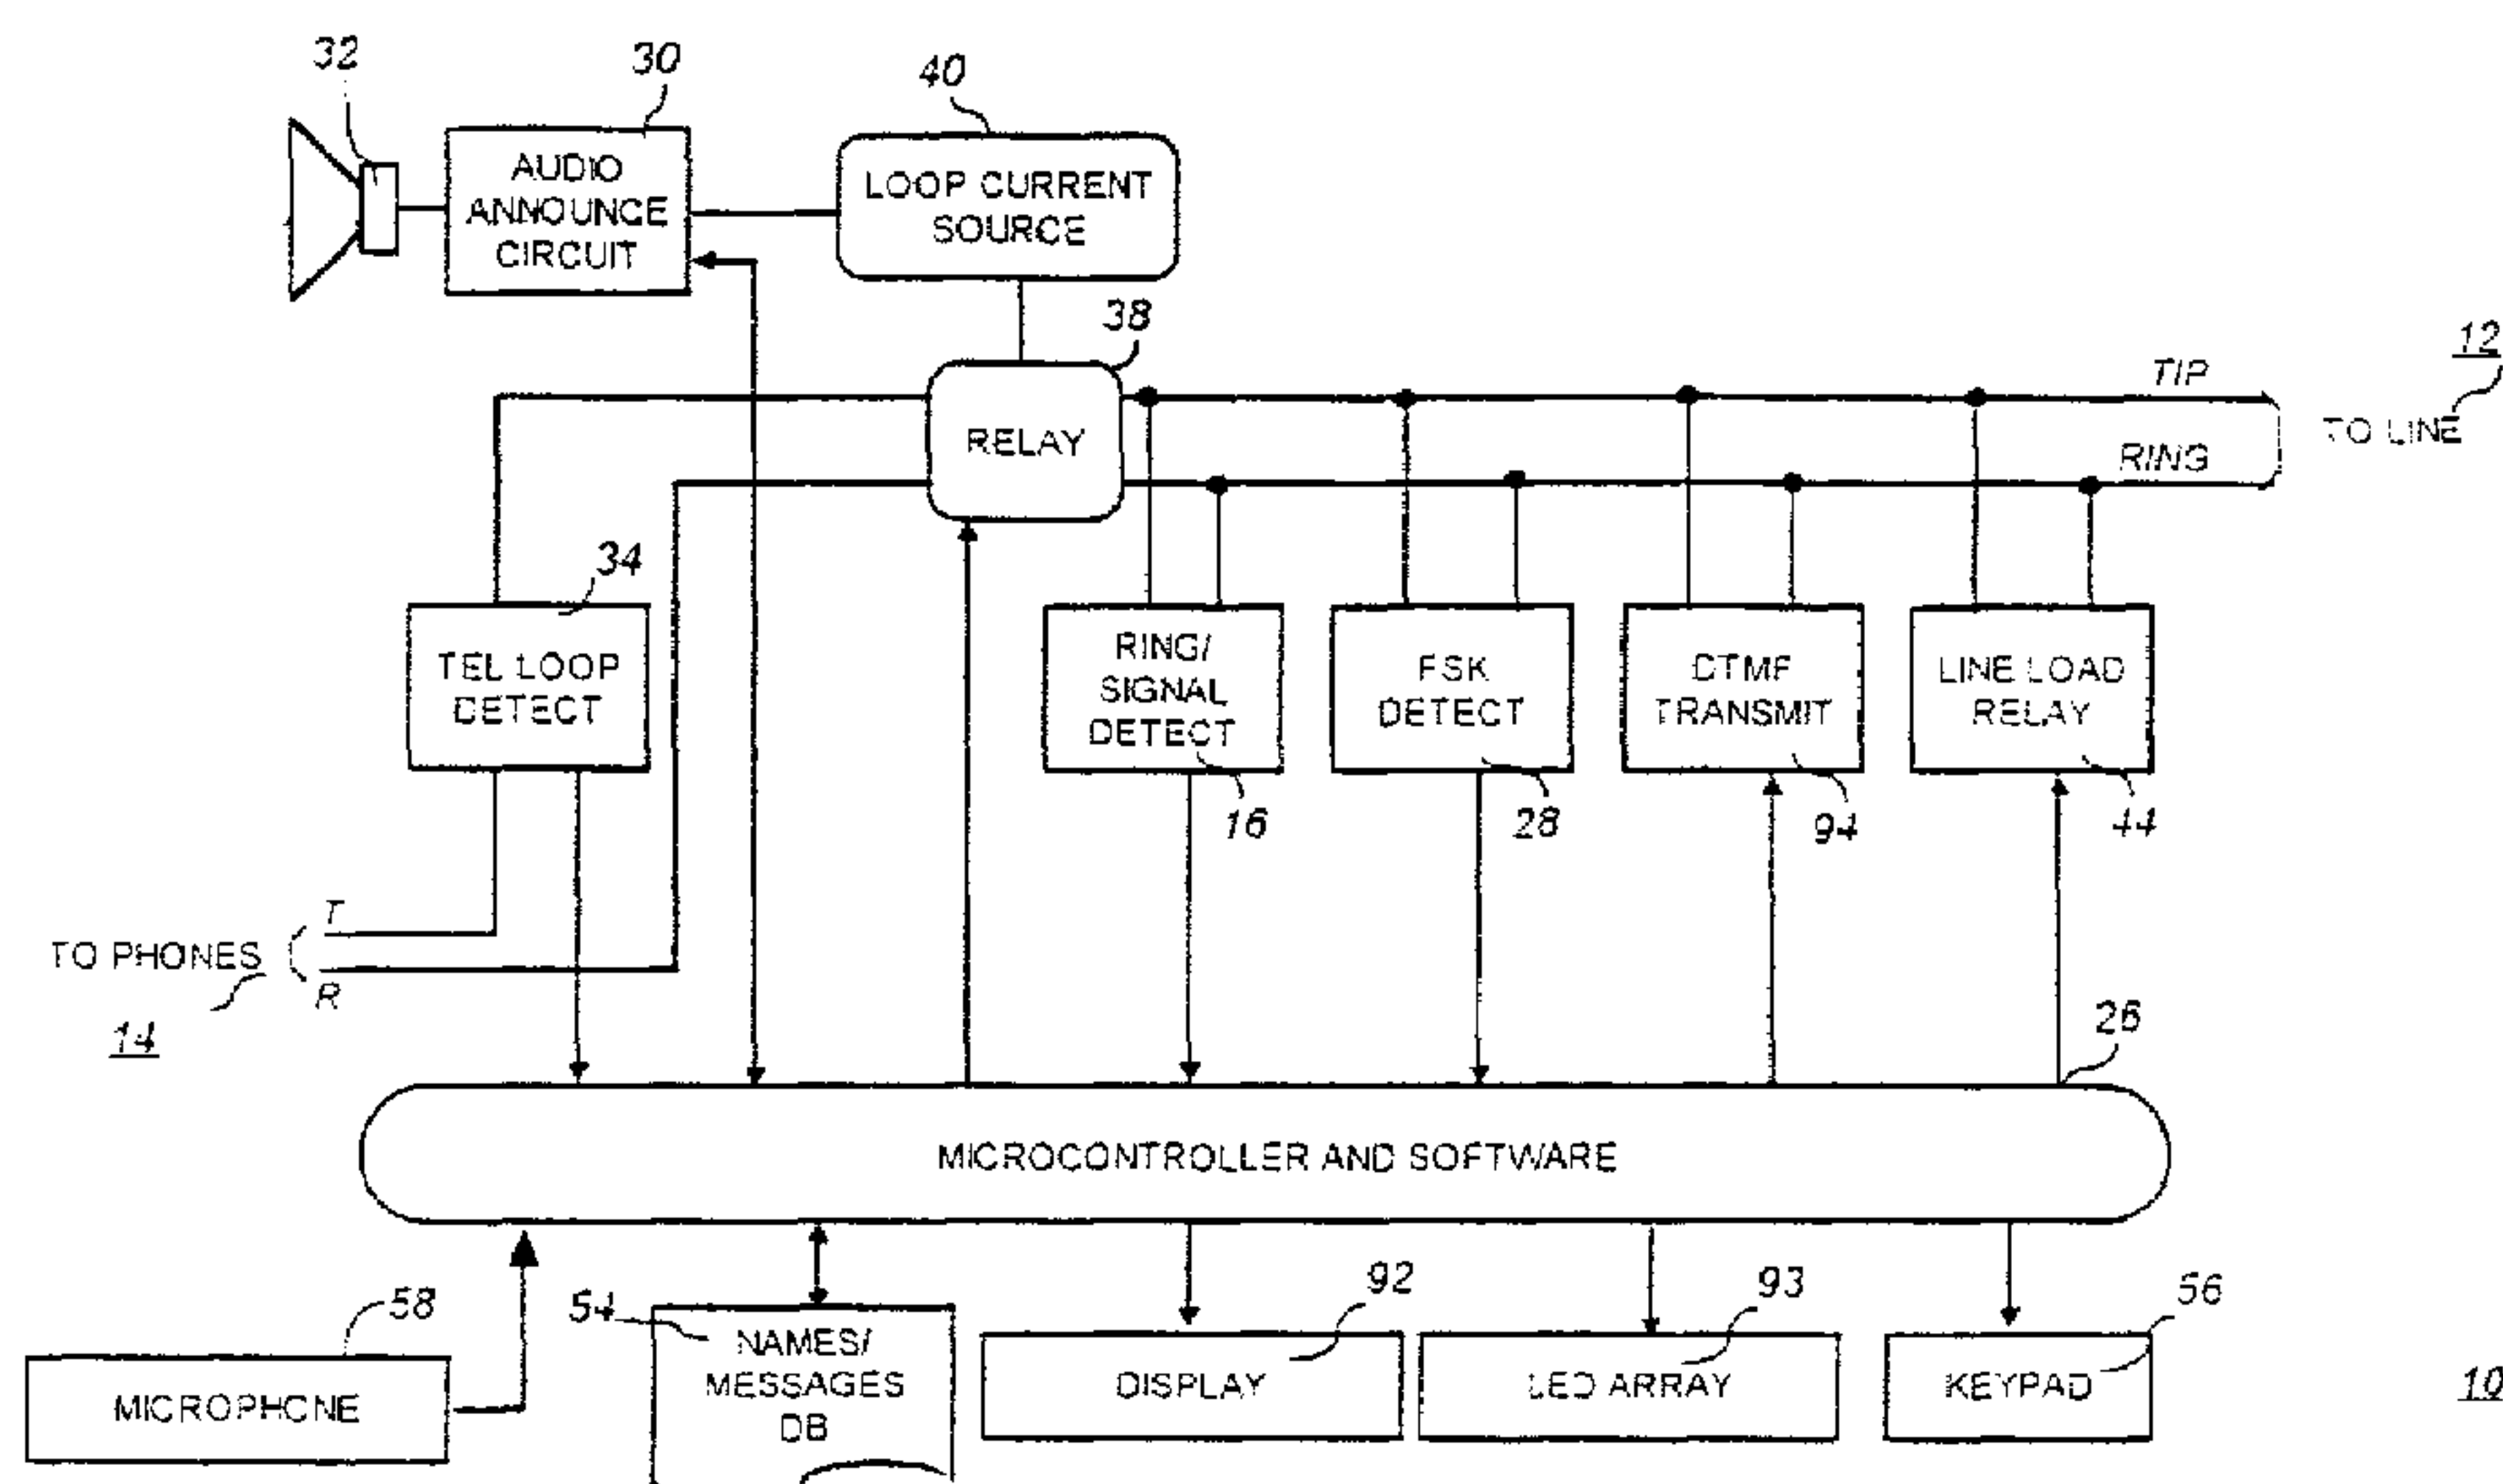 32
30
40
AUDIO
ANNOUNCE
CIRCUIT
LOOP CURRENT
SOURCE
38
12
TIP
TO LINE
RELAY
RING
34
TEL LOOP
DETECT
RING/
SIGNAL
DETECT
FSK
DETECT
DTMF
TRANSMIT
LINE LOAD
RELAY
16
28
94
44
T
TO PHONES
R
14
26
MICROCONTROLLER AND SOFTWARE
58
54
92
93
56
MICROPHONE
NAMES/
MESSAGES
DB
DISPLAY
LED ARRAY
KEYPAD
10